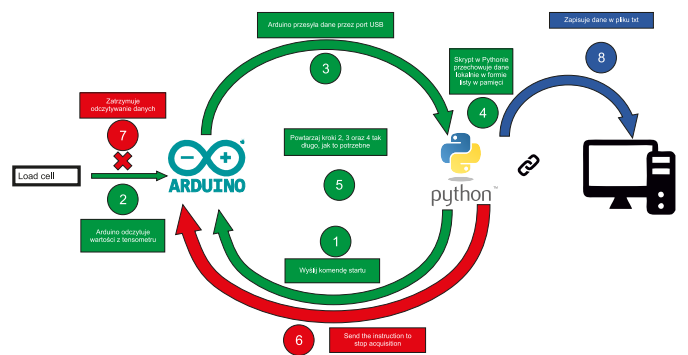 Arduino przesyła dane przez port USB
3
Skrypt w Pythonie
przechowuje dane
lokalnie w formie
listy w pamięci
4
Zapisuje dane w pliku txt
8
Zatrzymuje
odczytywanie danych
7
Load cell
2
Arduino odczytuje
wartości z tensometru
ARDUINO
Powtarzaj kroki 2, 3 oraz 4 tak
długo, jak to potrzebne
5
python™
1
Wyślij komendę startu
6
Send the instruction to
stop acquisition